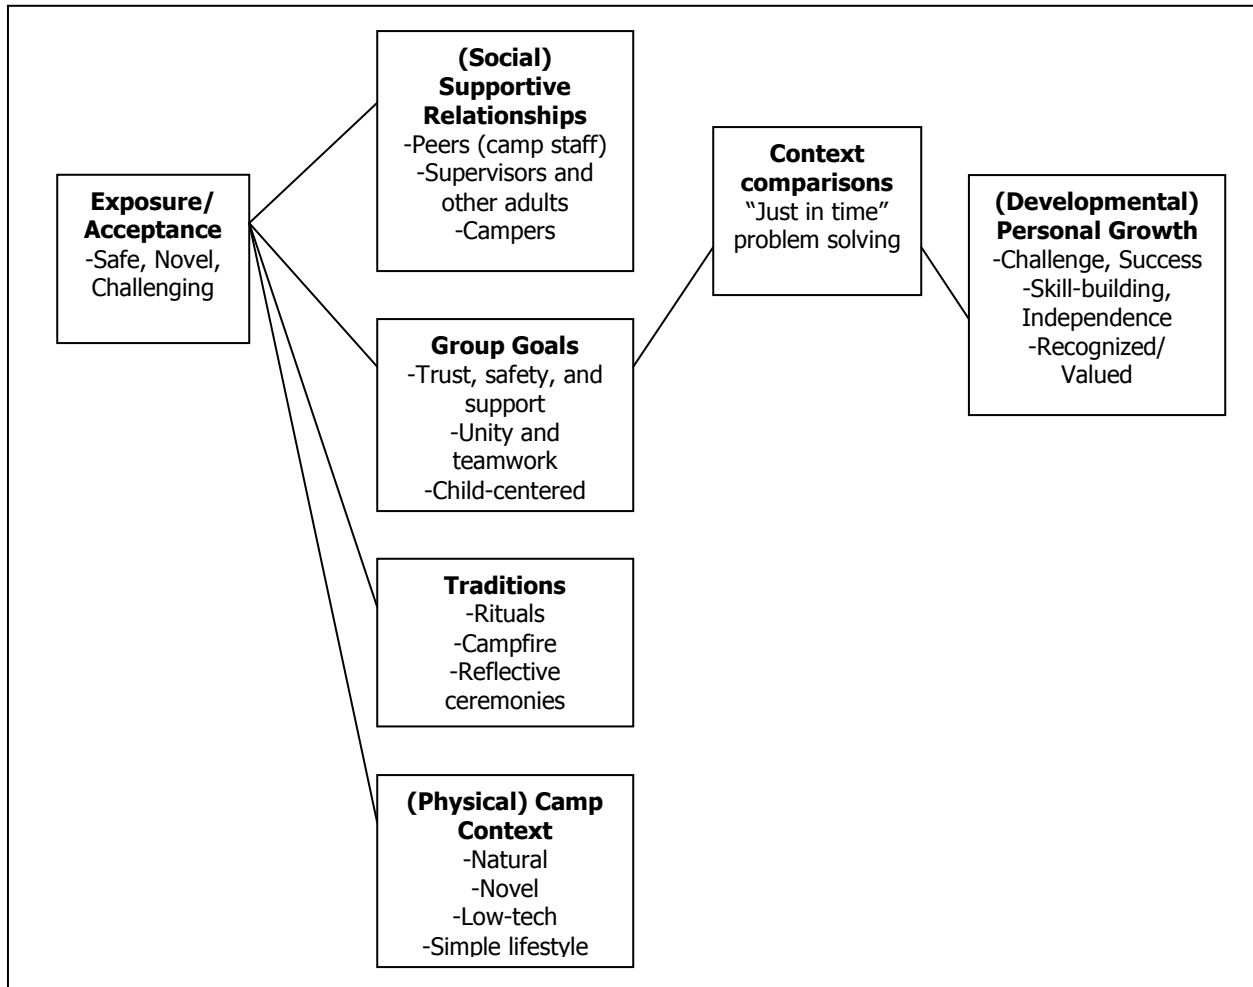 Exposure/
Acceptance
-Safe, Novel,
Challenging
(Social)
Supportive
Relationships
-Peers (camp staff)
-Supervisors and
other adults
-Campers
Group Goals
-Trust, safety, and
support
-Unity and
teamwork
-Child-centered
Traditions
-Rituals
-Campfire
-Reflective
ceremonies
(Physical) Camp
Context
-Natural
-Novel
-Low-tech
-Simple lifestyle
Context
comparisons
“Just in time”
problem solving
(Developmental)
Personal Growth
-Challenge, Success
-Skill-building,
Independence
-Recognized/
Valued